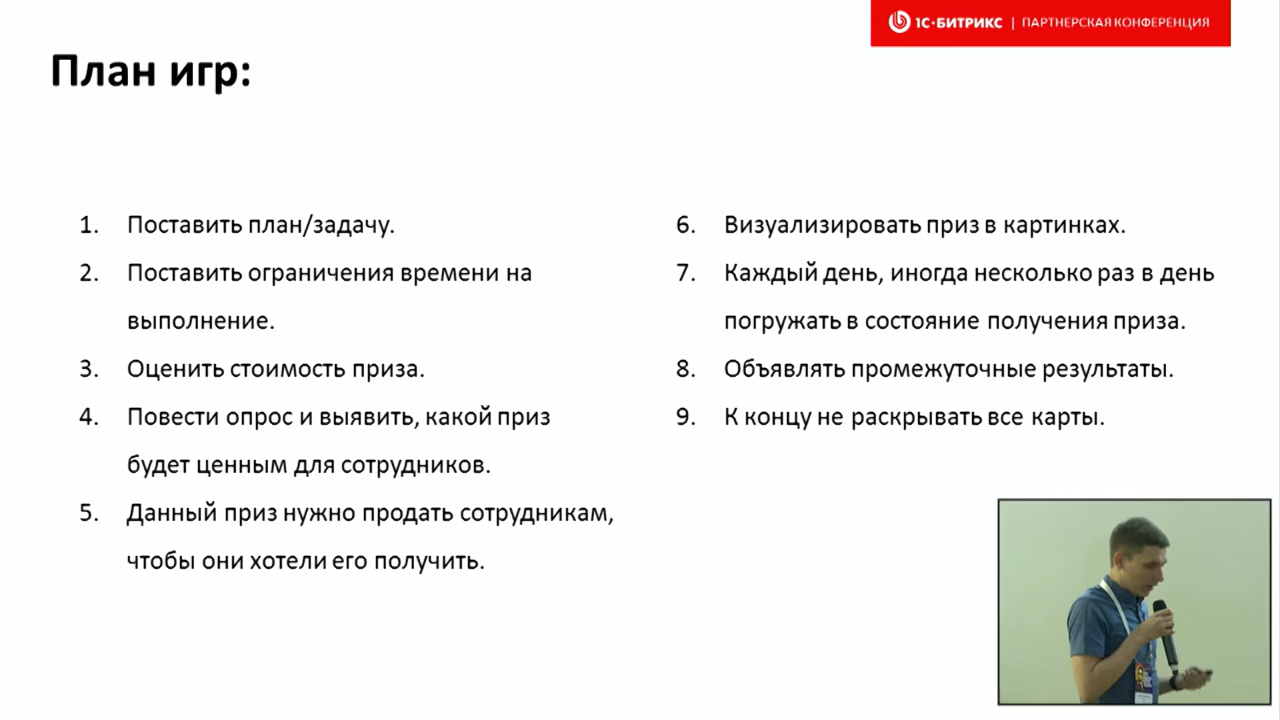 1С·БИТРИКС | ПАРТНЕРСКАЯ КОНФЕРЕНЦИЯ
План игр:
1. Поставить план/задачу.
2. Поставить ограничения времени на
выполнение.
3. Оценить стоимость приза.
4. Повести опрос и выявить, какой приз
будет ценным для сотрудников.
5. Данный приз нужно продать сотрудникам,
чтобы они хотели его получить.
6. Визуализировать приз в картинках.
7. Каждый день, иногда несколько раз в день
погружать в состояние получения приза.
8. Объявлять промежуточные результаты.
9. К концу не раскрывать все карты.